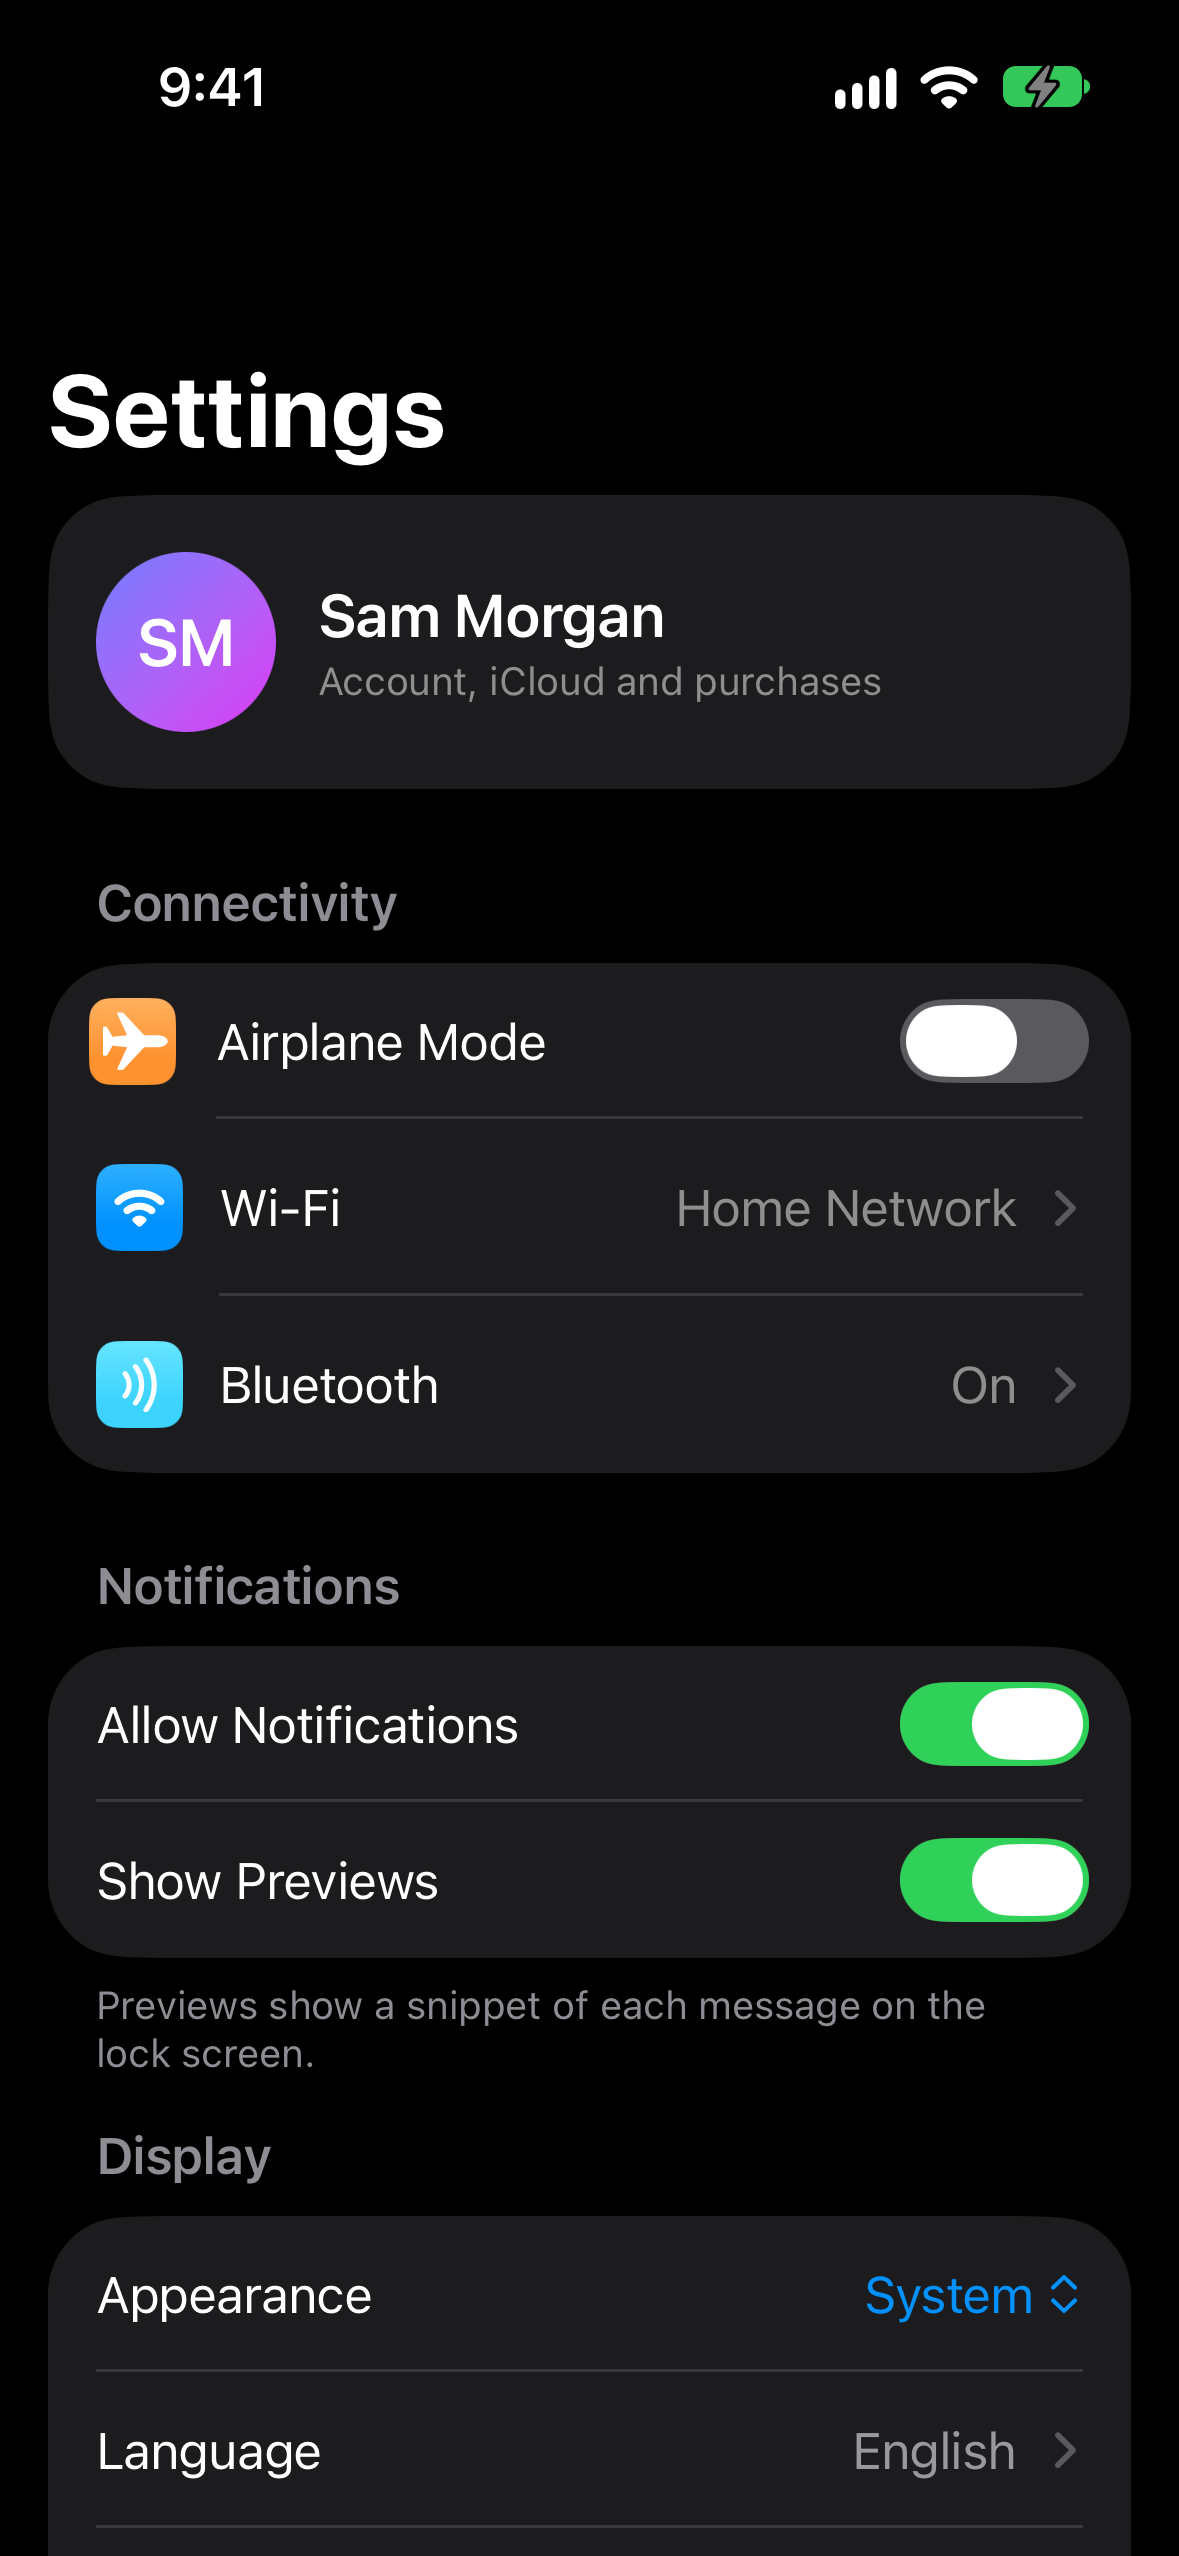 9:41
Settings
SM
Sam Morgan
Account, iCloud and purchases
Connectivity
Airplane Mode
Wi-Fi
Home Network
Bluetooth
On
Notifications
Allow Notifications
Show Previews
Previews show a snippet of each message on the
lock screen.
Display
Appearance
System
Language
English